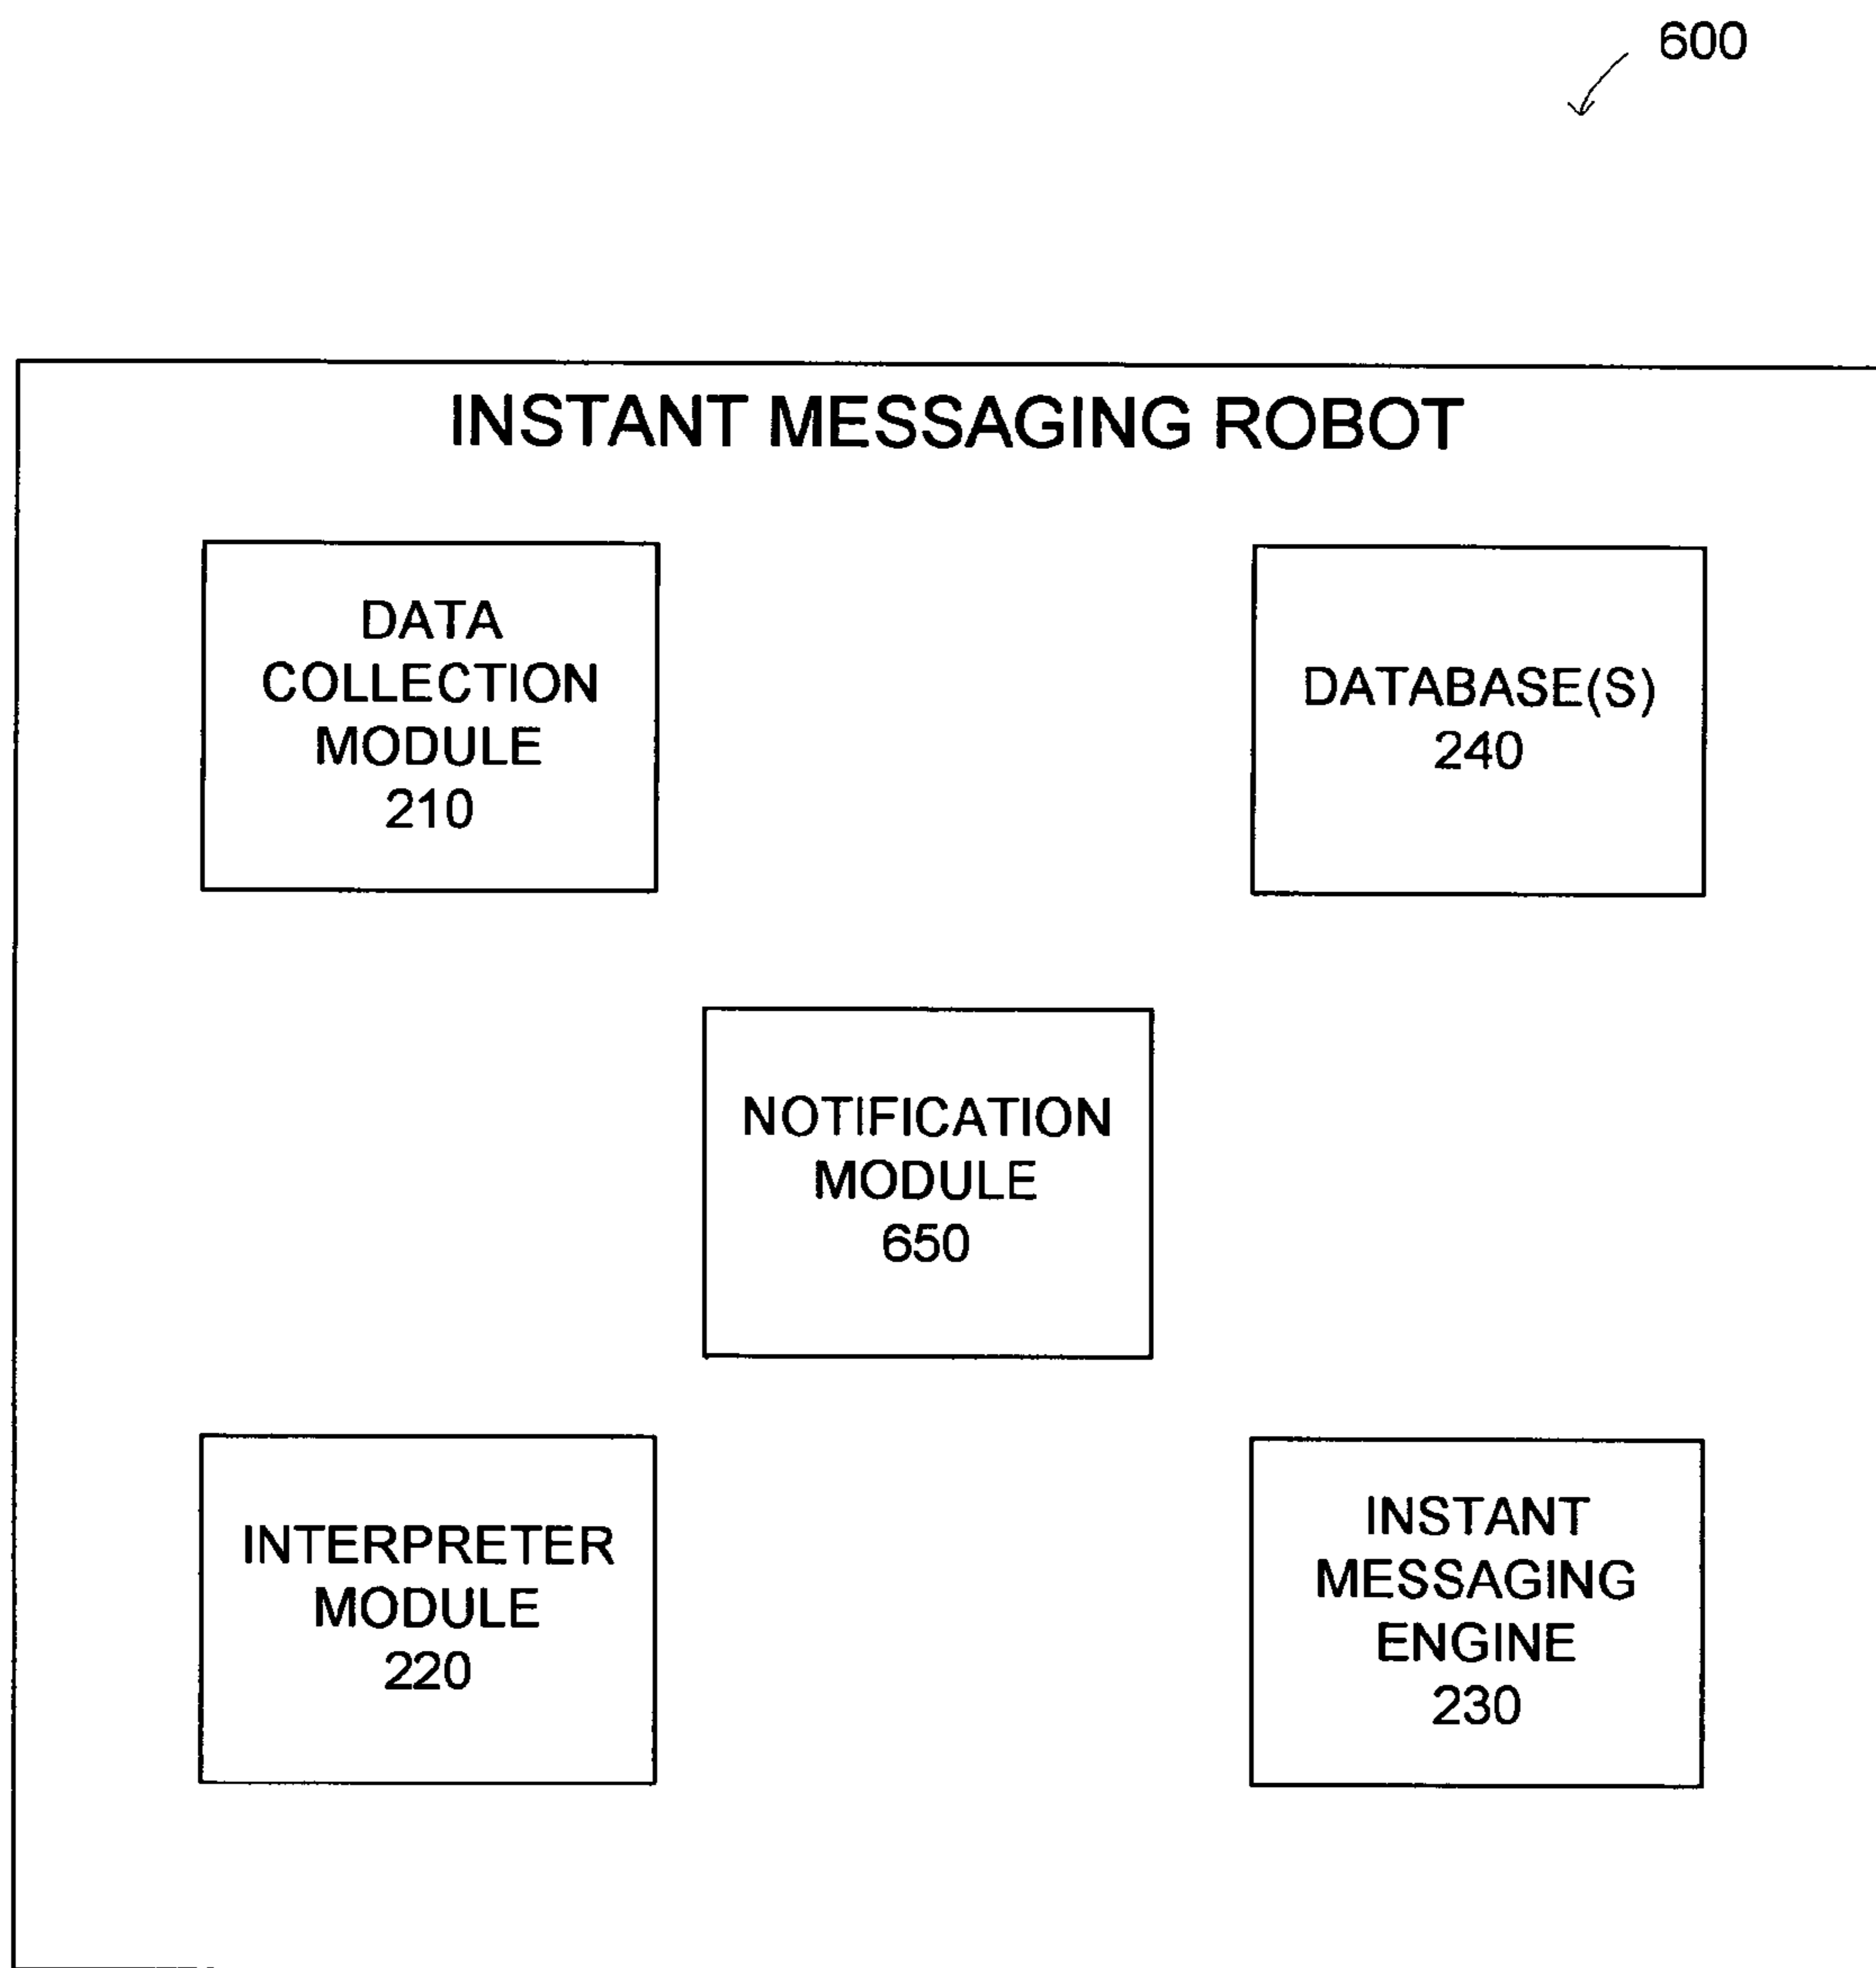 600
INSTANT MESSAGING ROBOT
DATA
COLLECTION
MODULE
210
DATABASE(S)
240
NOTIFICATION
MODULE
650
INTERPRETER
MODULE
220
INSTANT
MESSAGING
ENGINE
230